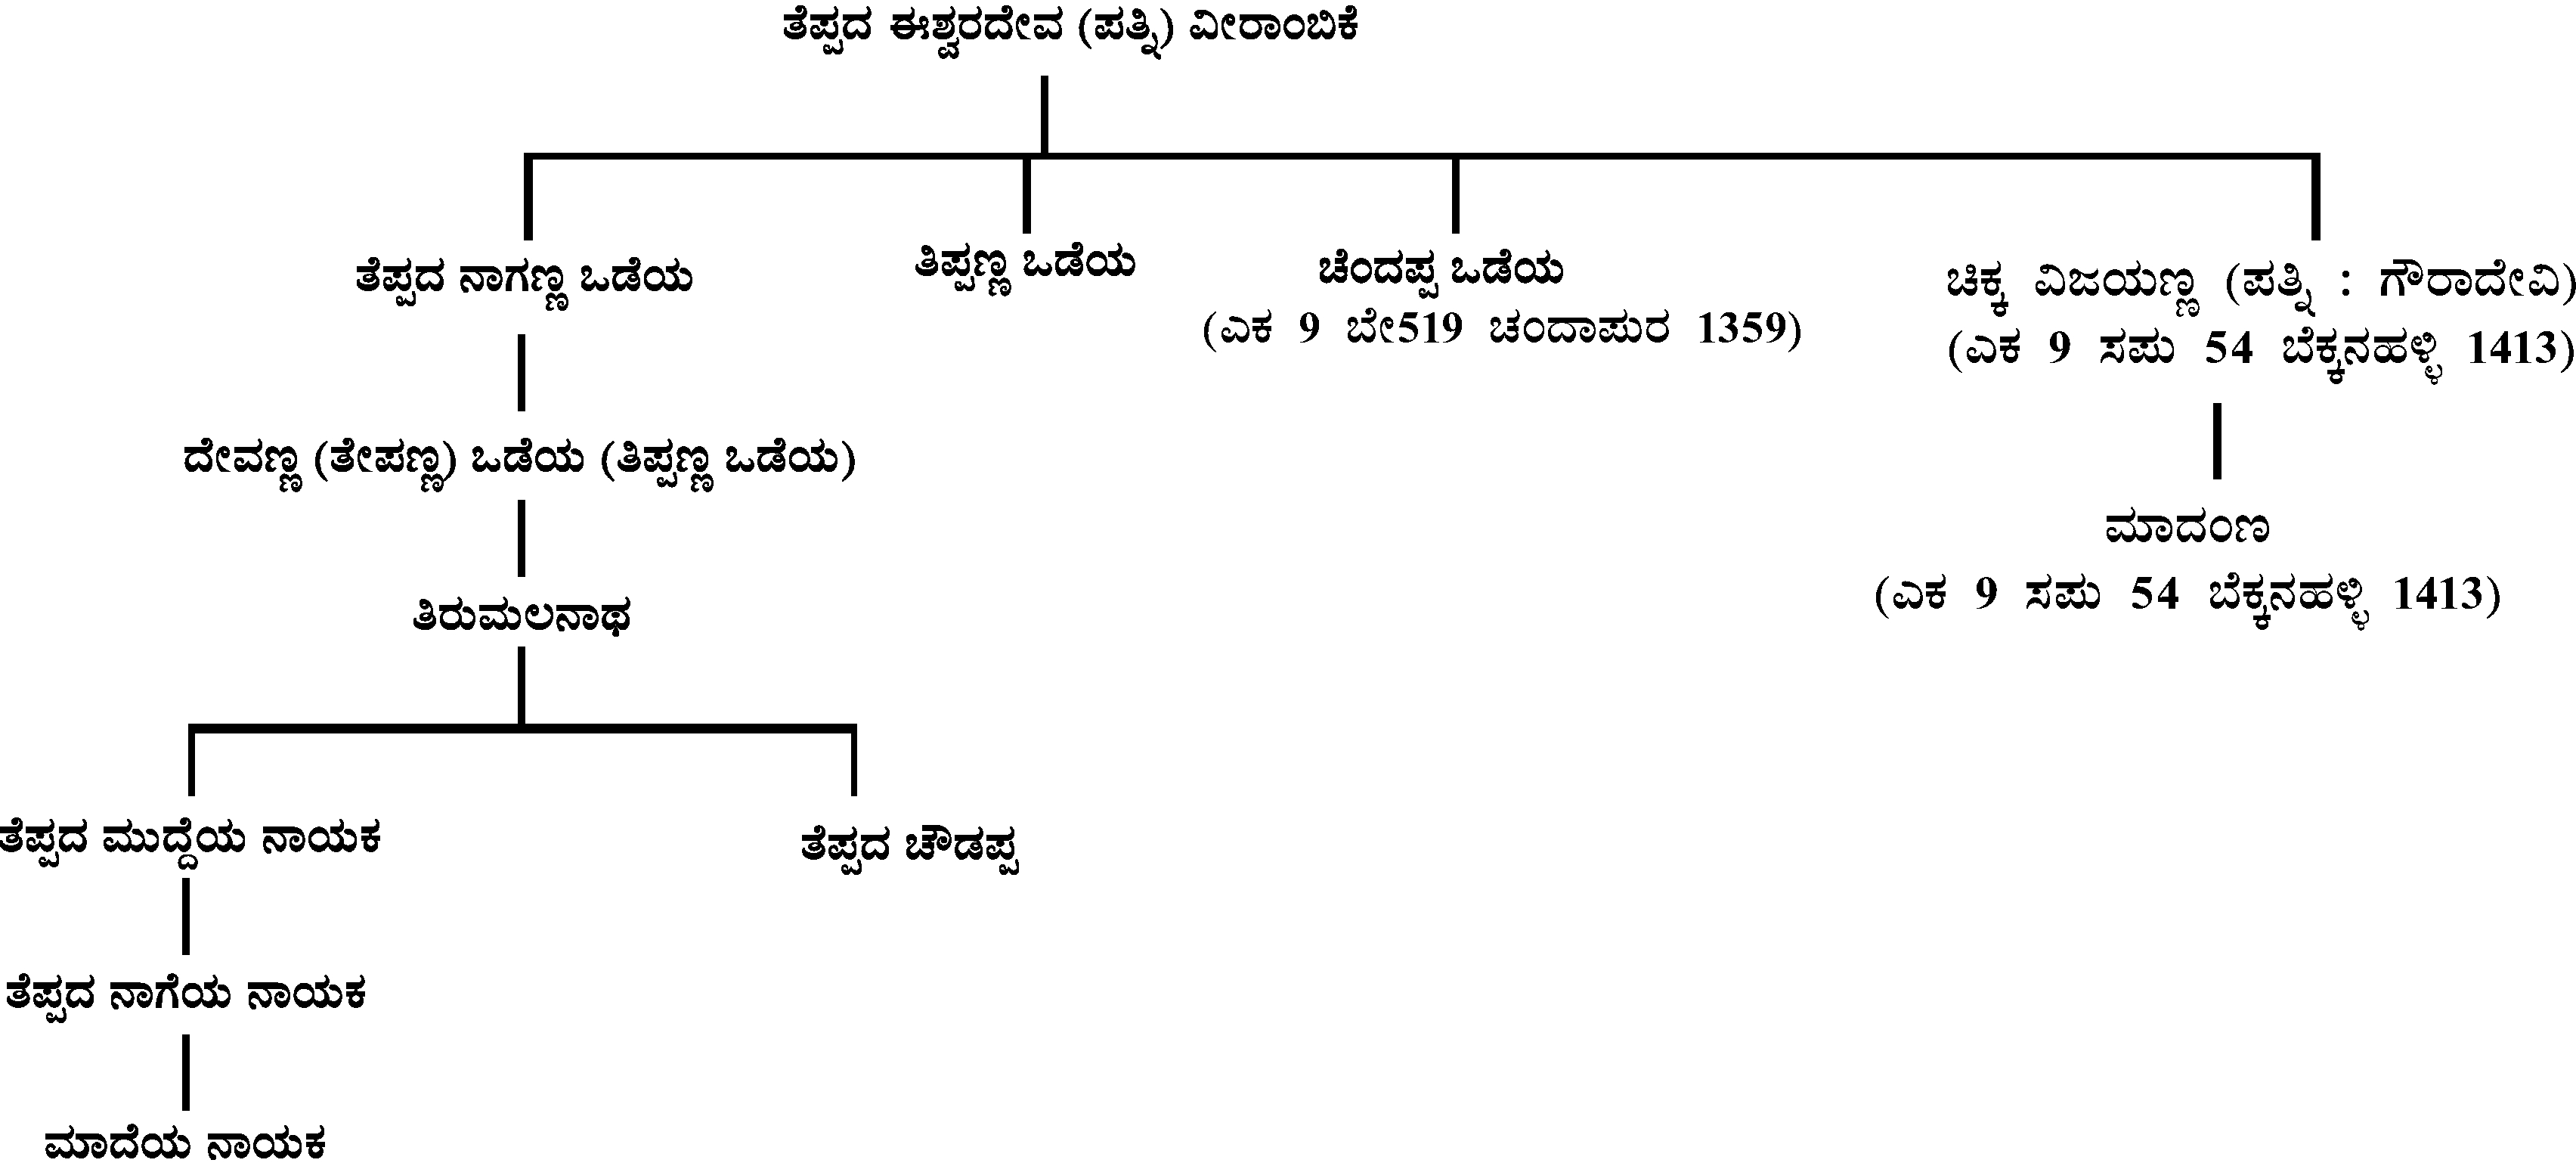 ತೆಪ್ಪದ ಈಶ್ವರದೇವ (ಪತ್ನಿ) ವೀರಾಂಬಿಕೆ
ತೆಪ್ಪದ ನಾಗಣ್ಣ ಒಡೆಯ
ತಿಪ್ಪಣ್ಣ ಒಡೆಯ
ಚೆಂದಪ್ಪ ಒಡೆಯ
(ಎಕ 9 ಬೇ519 ಚಂದಾಪುರ 1359)
ಚಿಕ್ಕ ವಿಜಯಣ್ಣ (ಪತ್ನಿ : ಗೌರಾದೇವಿ)
(ಎಕ 9 ಸಪು 54 ಬೆಕ್ಕನಹಳ್ಳಿ 1413)
ದೇವಣ್ಣ (ತೇಪಣ್ಣ) ಒಡೆಯ (ತಿಪ್ಪಣ್ಣ ಒಡೆಯ)
ಮಾದಂಣ
(ಎಕ 9 ಸಪು 54 ಬೆಕ್ಕನಹಳ್ಳಿ 1413)
ತಿರುಮಲನಾಥ
ತೆಪ್ಪದ ಮುದ್ದೆಯ ನಾಯಕ
ತೆಪ್ಪದ ಚೌಡಪ್ಪ
ತೆಪ್ಪದ ನಾಗೆಯ ನಾಯಕ
ಮಾದೆಯ ನಾಯಕ